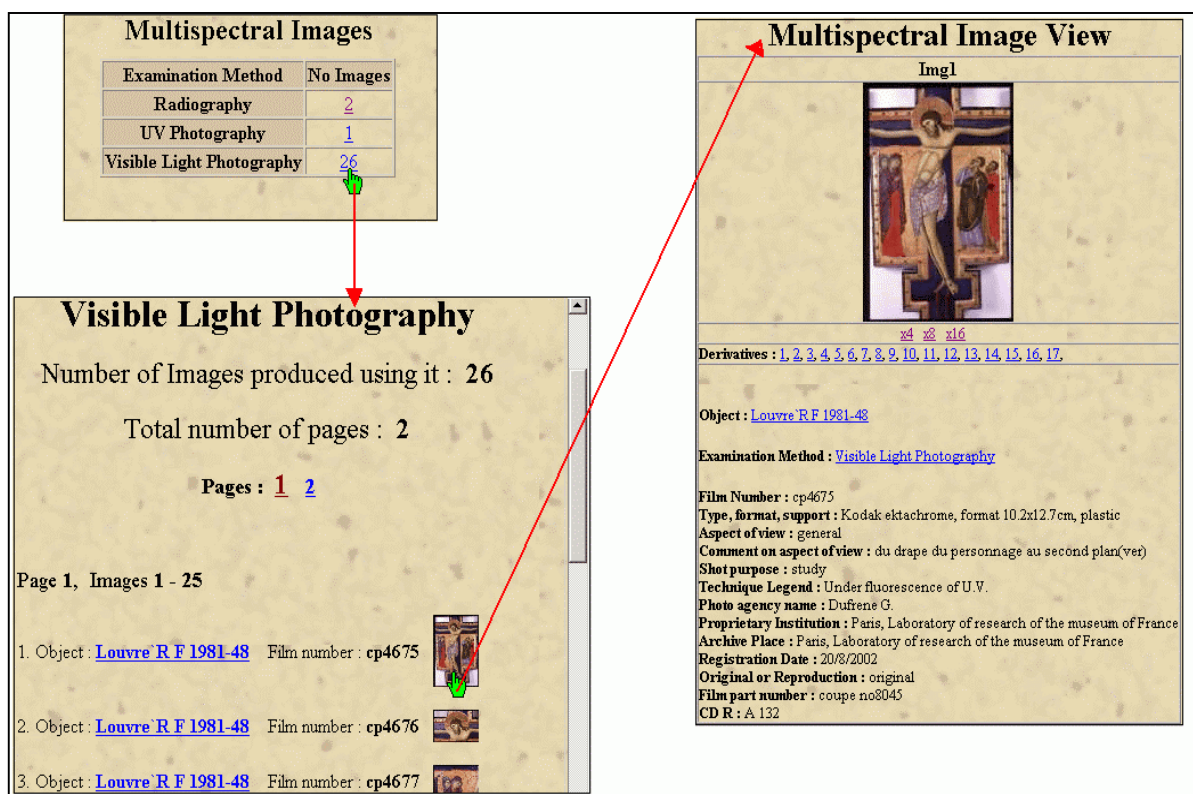 Multispectral Images
Examination Method No Images
Radiography 2
UV Photography 1
Visible Light Photography 26
Visible Light Photography
Number of Images produced using it : 26
Total number of pages : 2
Pages : 1 2
Page 1, Images 1 - 25
1. Object : Louvre`R F 1981-48 Film number : cp4675
2. Object : Louvre`R F 1981-48 Film number : cp4676
3. Object : Louvre`R F 1981-48 Film number : cp4677
Multispectral Image View
Img1
x4 x8 x16
Derivatives : 1, 2, 3, 4, 5, 6, 7, 8, 9, 10, 11, 12, 13, 14, 15, 16, 17,
Object : Louvre`R F 1981-48
Examination Method : Visible Light Photography
Film Number : cp4675
Type, format, support : Kodak ektachrome, format 10.2x12.7cm, plastic
Aspect of view : general
Comment on aspect of view : du drape du personnage au second plan(ver)
Shot purpose : study
Technique Legend : Under fluorescence of U.V.
Photo agency name : Dufrene G.
Proprietary Institution : Paris, Laboratory of research of the museum of France
Archive Place : Paris, Laboratory of research of the museum of France
Registration Date : 20/8/2002
Original or Reproduction : original
Film part number : coupe no8045
CD R : A 132